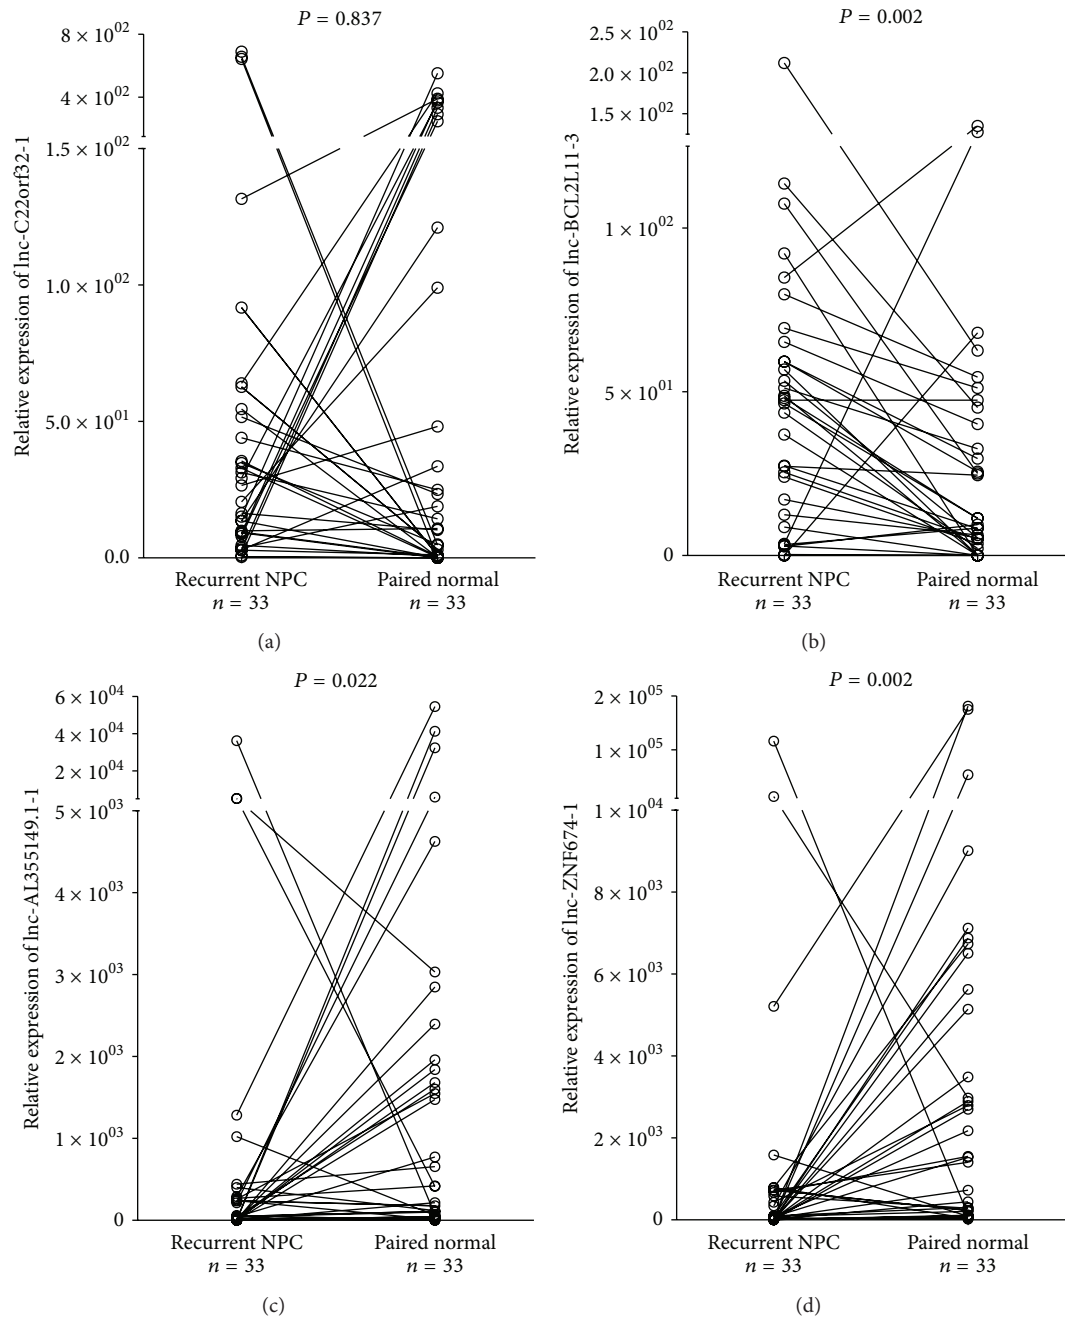 P = 0.837
8 × 10^02
4 × 10^02
1.5 × 10^02
1.0 × 10^02
5.0 × 10^01
0.0
Relative expression of lnc-C22orf32-1
Recurrent NPC
n = 33
Paired normal
n = 33
(a)
P = 0.002
2.5 × 10^02
2.0 × 10^02
1.5 × 10^02
1 × 10^02
5 × 10^01
0
Relative expression of lnc-BCL2L11-3
Recurrent NPC
n = 33
Paired normal
n = 33
(b)
P = 0.022
6 × 10^04
4 × 10^04
2 × 10^04
5 × 10^03
4 × 10^03
3 × 10^03
2 × 10^03
1 × 10^03
0
Relative expression of lnc-AL355149.1-1
Recurrent NPC
n = 33
Paired normal
n = 33
(c)
P = 0.002
2 × 10^05
1 × 10^05
1 × 10^04
8 × 10^03
6 × 10^03
4 × 10^03
2 × 10^03
0
Relative expression of lnc-ZNF674-1
Recurrent NPC
n = 33
Paired normal
n = 33
(d)